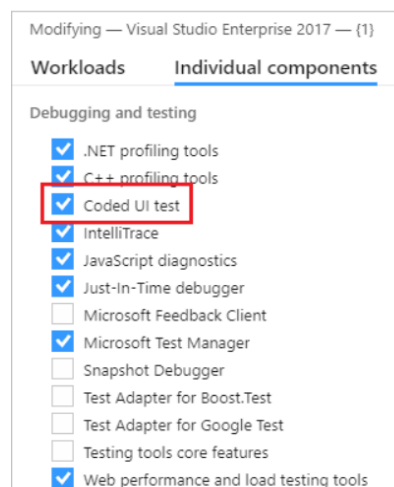 Modifying — Visual Studio Enterprise 2017 — {1}
Workloads Individual components
Debugging and testing
.NET profiling tools
C++ profiling tools
Coded UI test
IntelliTrace
JavaScript diagnostics
Just-In-Time debugger
Microsoft Feedback Client
Microsoft Test Manager
Snapshot Debugger
Test Adapter for Boost.Test
Test Adapter for Google Test
Testing tools core features
Web performance and load testing tools